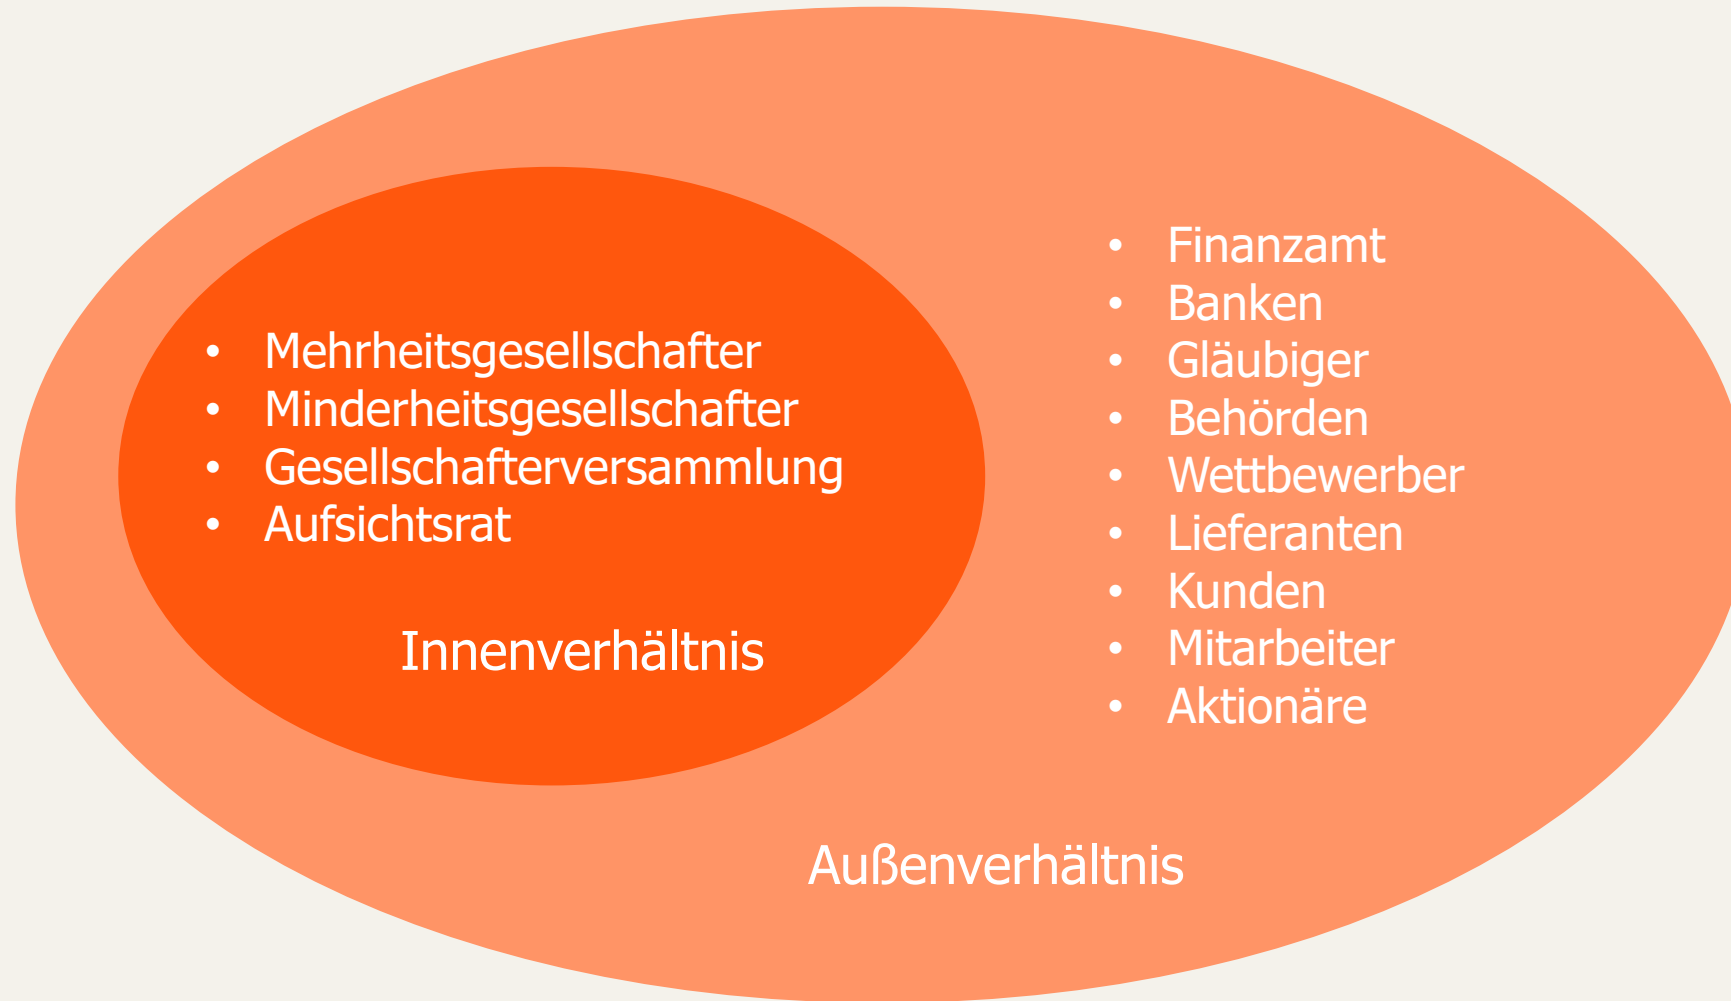 • Mehrheitsgesellschafter
• Minderheitsgesellschafter
• Gesellschafterversammlung
• Aufsichtsrat
Innenverhältnis
• Finanzamt
• Banken
• Gläubiger
• Behörden
• Wettbewerber
• Lieferanten
• Kunden
• Mitarbeiter
• Aktionäre
Außenverhältnis